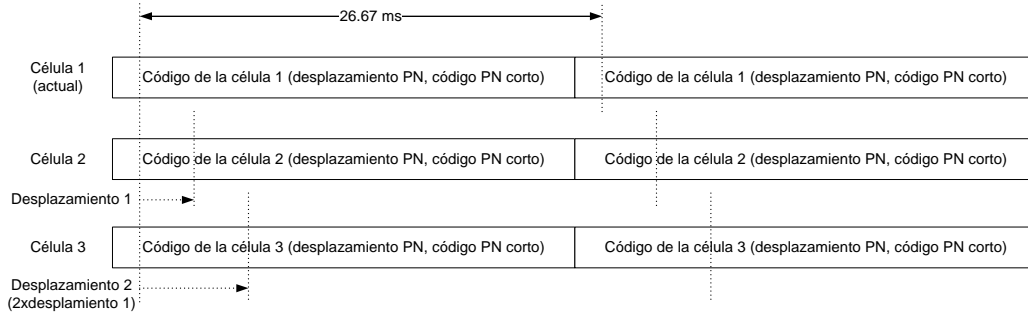 26.67 ms
Célula 1
(actual)
Código de la célula 1 (desplazamiento PN, código PN corto)
Código de la célula 1 (desplazamiento PN, código PN corto)
Célula 2
Código de la célula 2 (desplazamiento PN, código PN corto)
Código de la célula 2 (desplazamiento PN, código PN corto)
Desplazamiento 1
Célula 3
Código de la célula 3 (desplazamiento PN, código PN corto)
Código de la célula 3 (desplazamiento PN, código PN corto)
Desplazamiento 2
(2xdesplamiento 1)